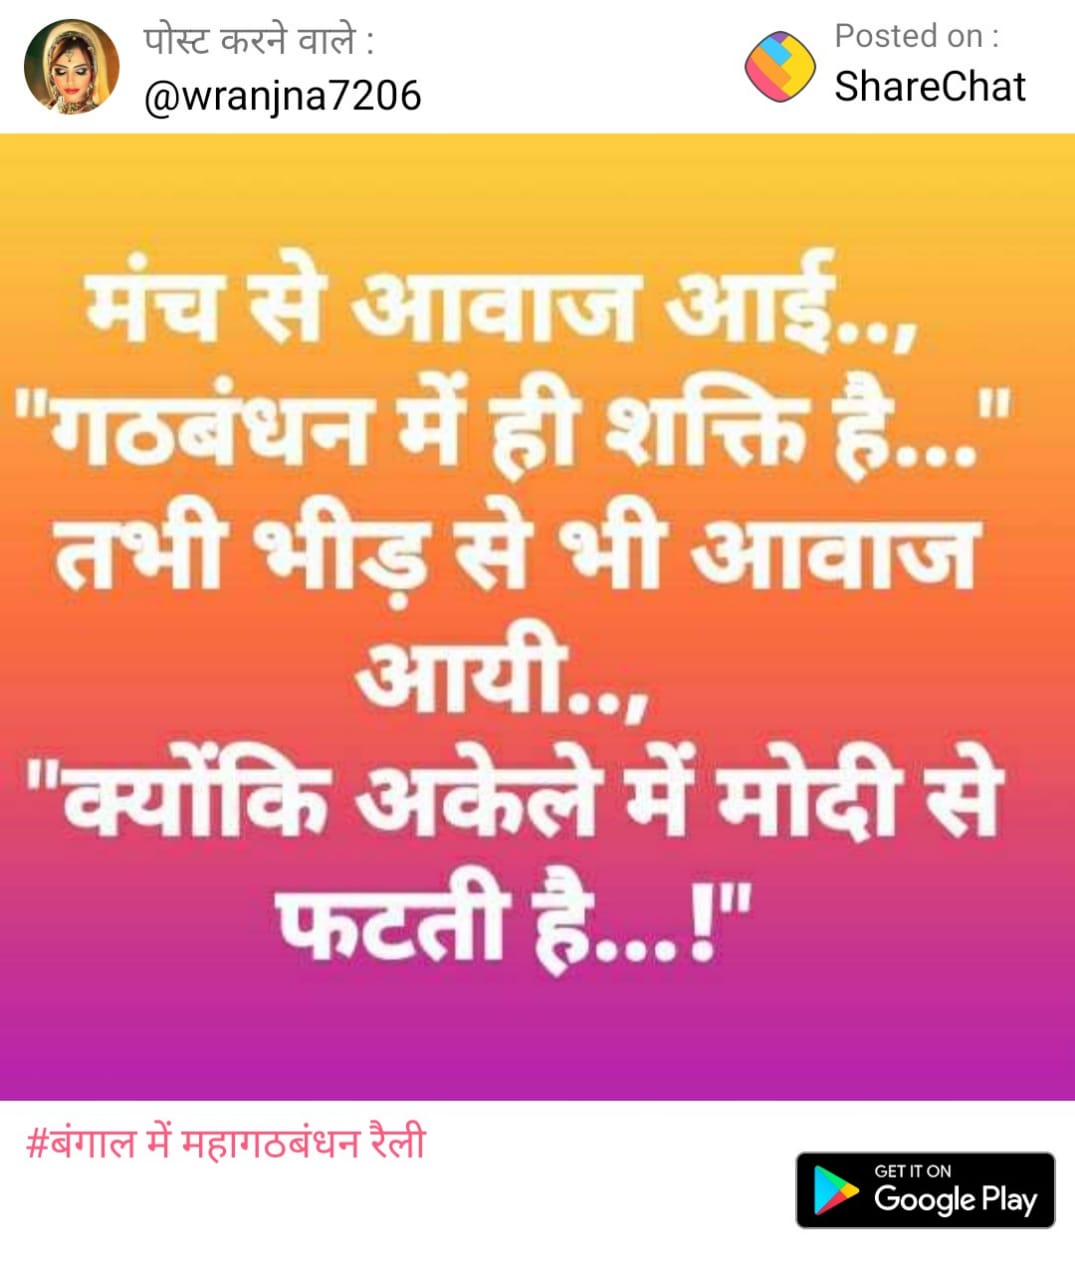 पोस्ट करने वाले :
@wranjna7206
Posted on :
ShareChat
मंच से आवाज आई..,
"गठबंधन में ही शक्ति है..."
तभी भीड़ से भी आवाज
आयी..,
"क्योंकि अकेले में मोदी से
फटती है...!"
#बंगाल में महागठबंधन रैली
GET IT ON
Google Play